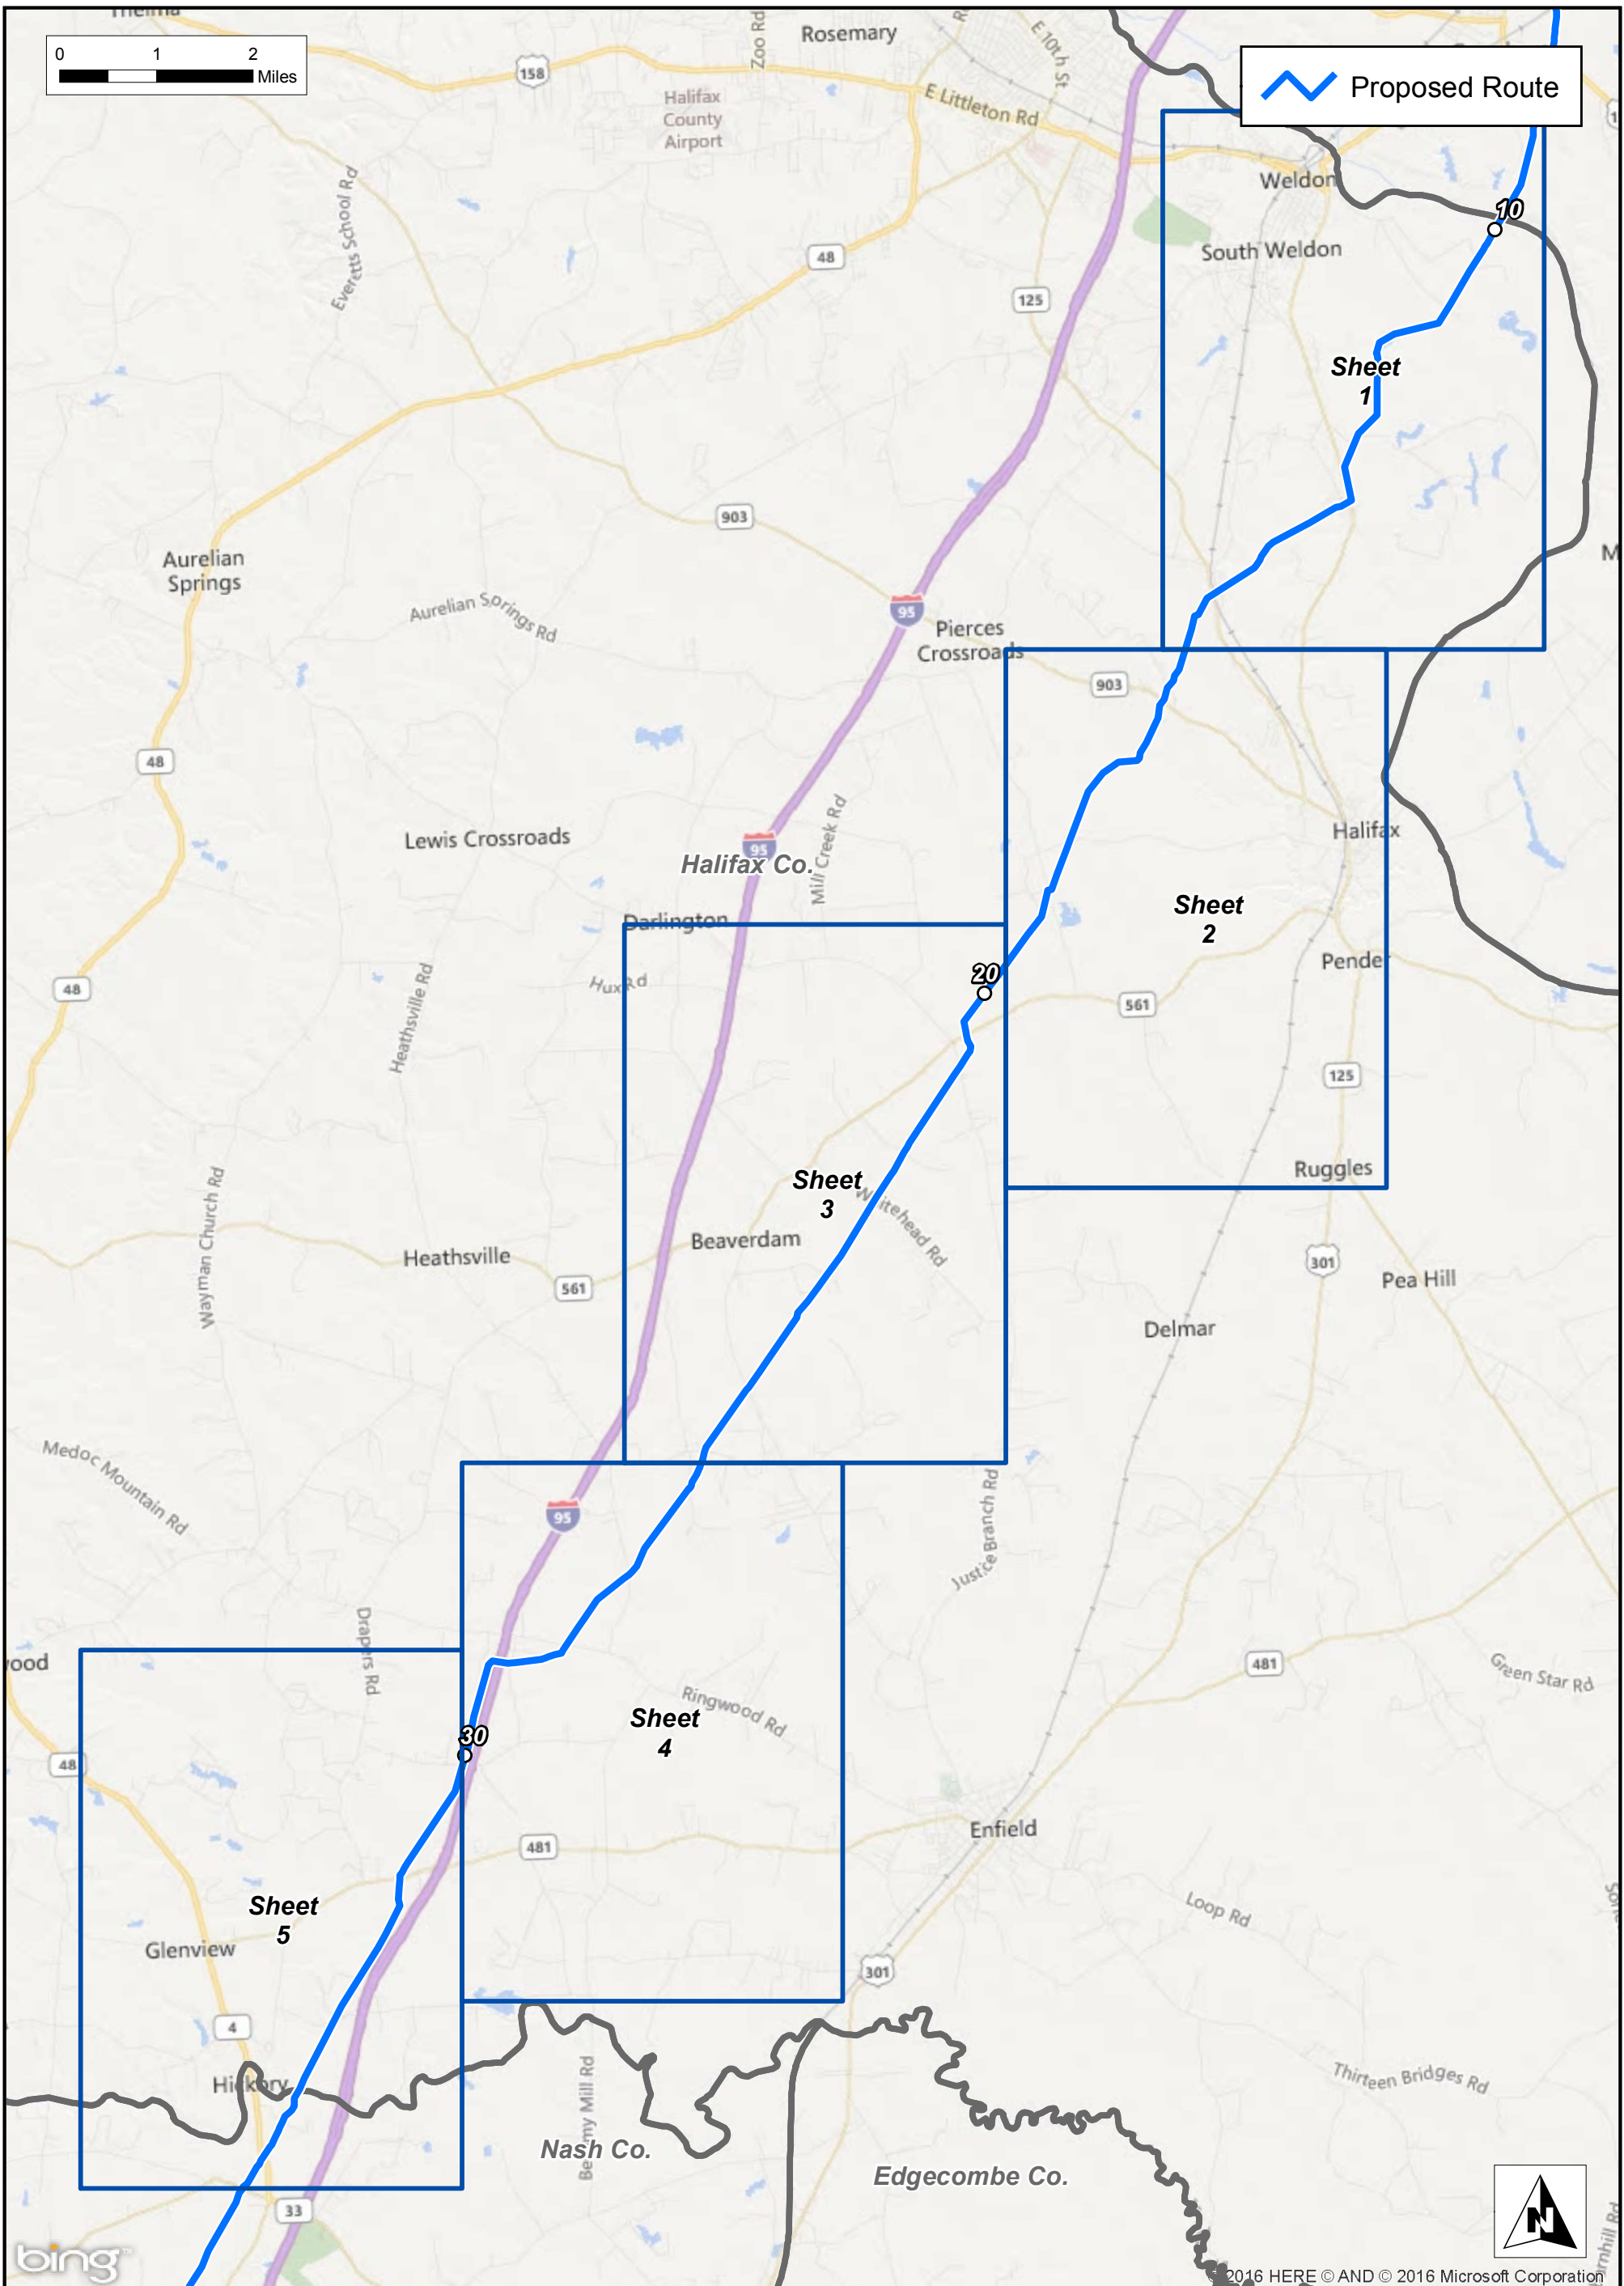 0 1 2
Miles
Rosemary
Zoo Rd
E 10th St
Proposed Route
158
Halifax
County
Airport
E Littleton Rd
Everetts School Rd
Weldon
10
South Weldon
48
125
Sheet
1
903
Aurelian
Springs
Aurelian Springs Rd
95
Pierces
Crossroads
903
48
Mill Creek Rd
Lewis Crossroads
95
Halifax Co.
Halifax
Darlington
Sheet
2
Pender
20
Hux Rd
48
Heathsville Rd
561
125
Wayman Church Rd
Sheet
3
Whitehead Rd
Ruggles
Beaverdam
Heathsville
561
301
Pea Hill
Delmar
Medoc Mountain Rd
95
Justice Branch Rd
Drapers Rd
481
Green Star Rd
Ringwood Rd
Sheet
4
30
48
Enfield
481
Sheet
5
Loop Rd
Glenview
301
4
Hickory
Thirteen Bridges Rd
Nash Co.
Edgecombe Co.
33
N
bing™
2016 HERE © AND © 2016 Microsoft Corporation